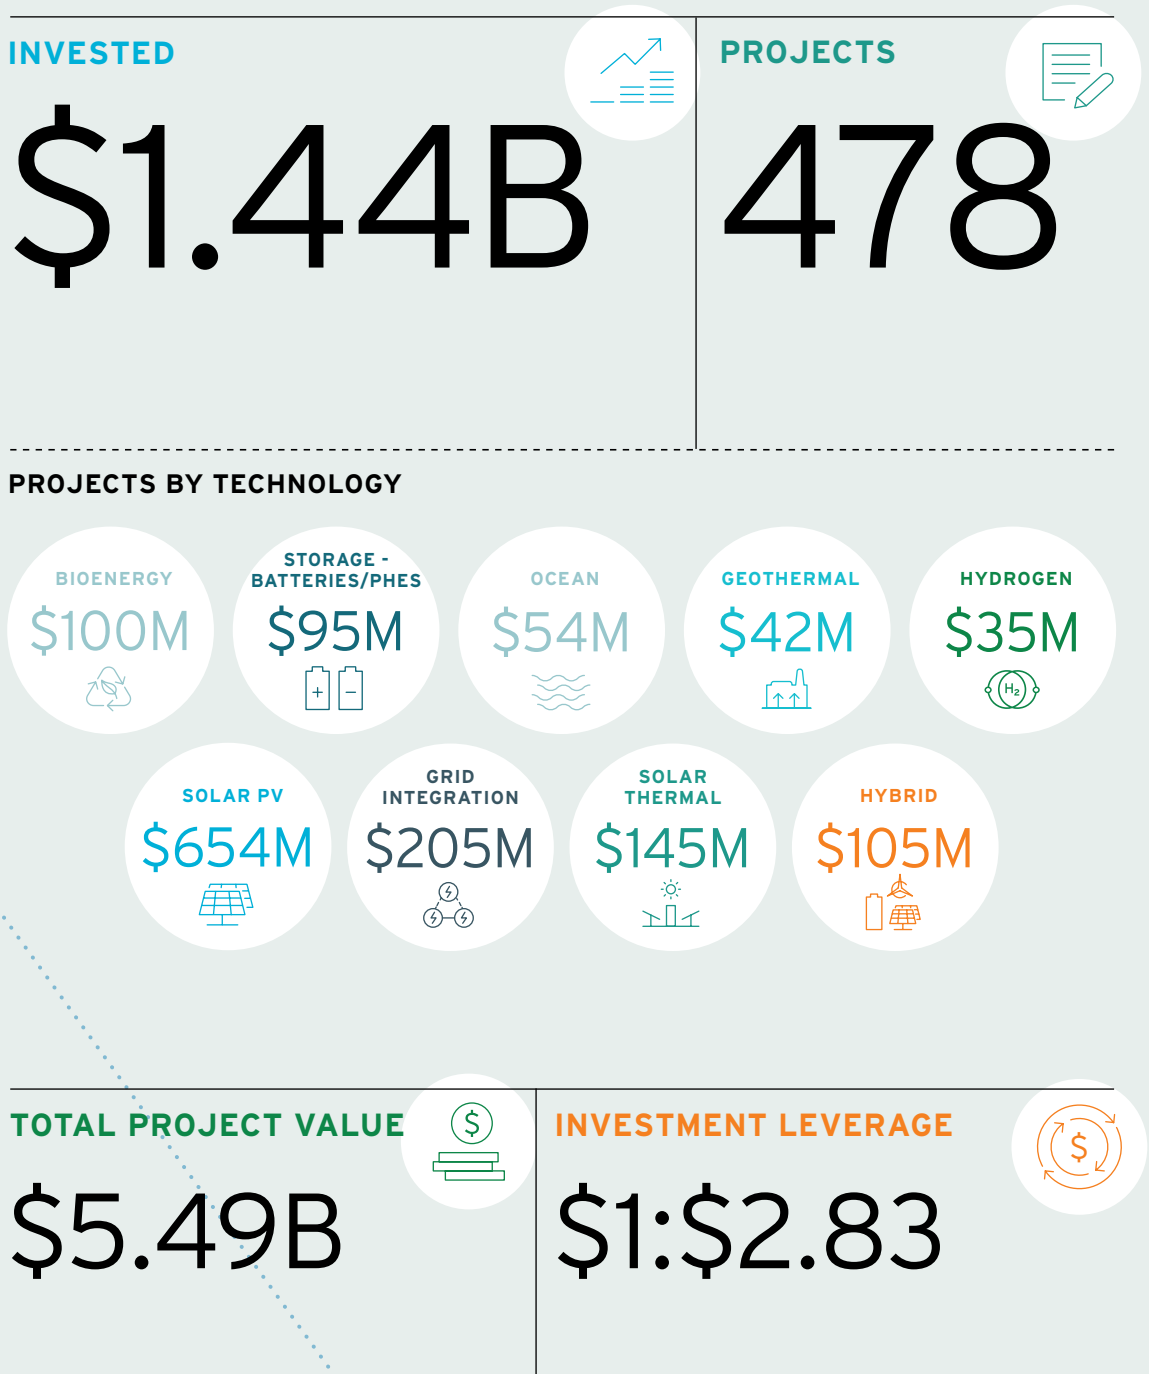 INVESTED
$1.44B
PROJECTS
478
PROJECTS BY TECHNOLOGY
BIOENERGY
$100M
STORAGE -
BATTERIES/PHES
$95M
+ −
OCEAN
$54M
GEOTHERMAL
$42M
HYDROGEN
$35M
H₂
SOLAR PV
$654M
GRID
INTEGRATION
$205M
SOLAR
THERMAL
$145M
HYBRID
$105M
TOTAL PROJECT VALUE
$
$5.49B
INVESTMENT LEVERAGE
$
$1:$2.83